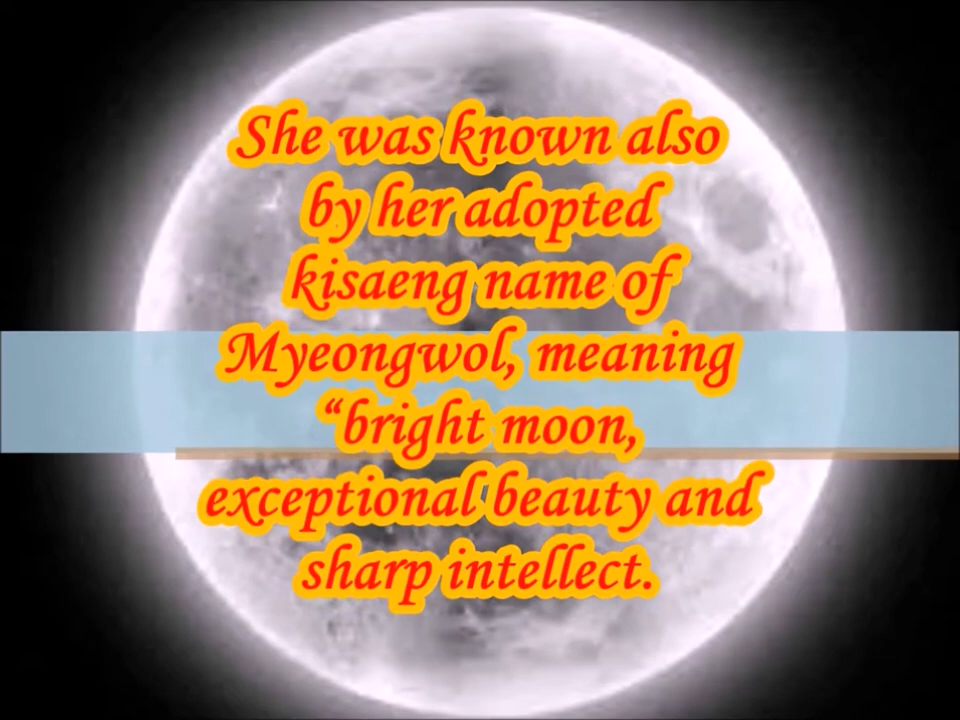 She was known also
by her adopted
kisaeng name of
Myeongwol, meaning
“bright moon,
exceptional beauty and
sharp intellect.